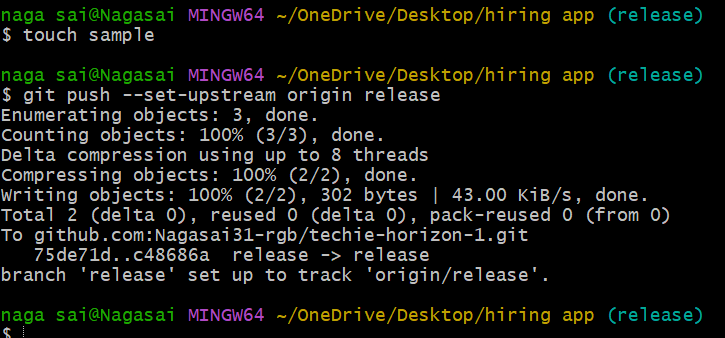 naga sai@Nagasai MINGW64 ~/OneDrive/Desktop/hiring app (release)
$ touch sample
naga sai@Nagasai MINGW64 ~/OneDrive/Desktop/hiring app (release)
$ git push --set-upstream origin release
Enumerating objects: 3, done.
Counting objects: 100% (3/3), done.
Delta compression using up to 8 threads
Compressing objects: 100% (2/2), done.
Writing objects: 100% (2/2), 302 bytes | 43.00 KiB/s, done.
Total 2 (delta 0), reused 0 (delta 0), pack-reused 0 (from 0)
To github.com:Nagasai31-rgb/techie-horizon-1.git
   75de71d..c48686a  release -> release
branch 'release' set up to track 'origin/release'.
naga sai@Nagasai MINGW64 ~/OneDrive/Desktop/hiring app (release)
$